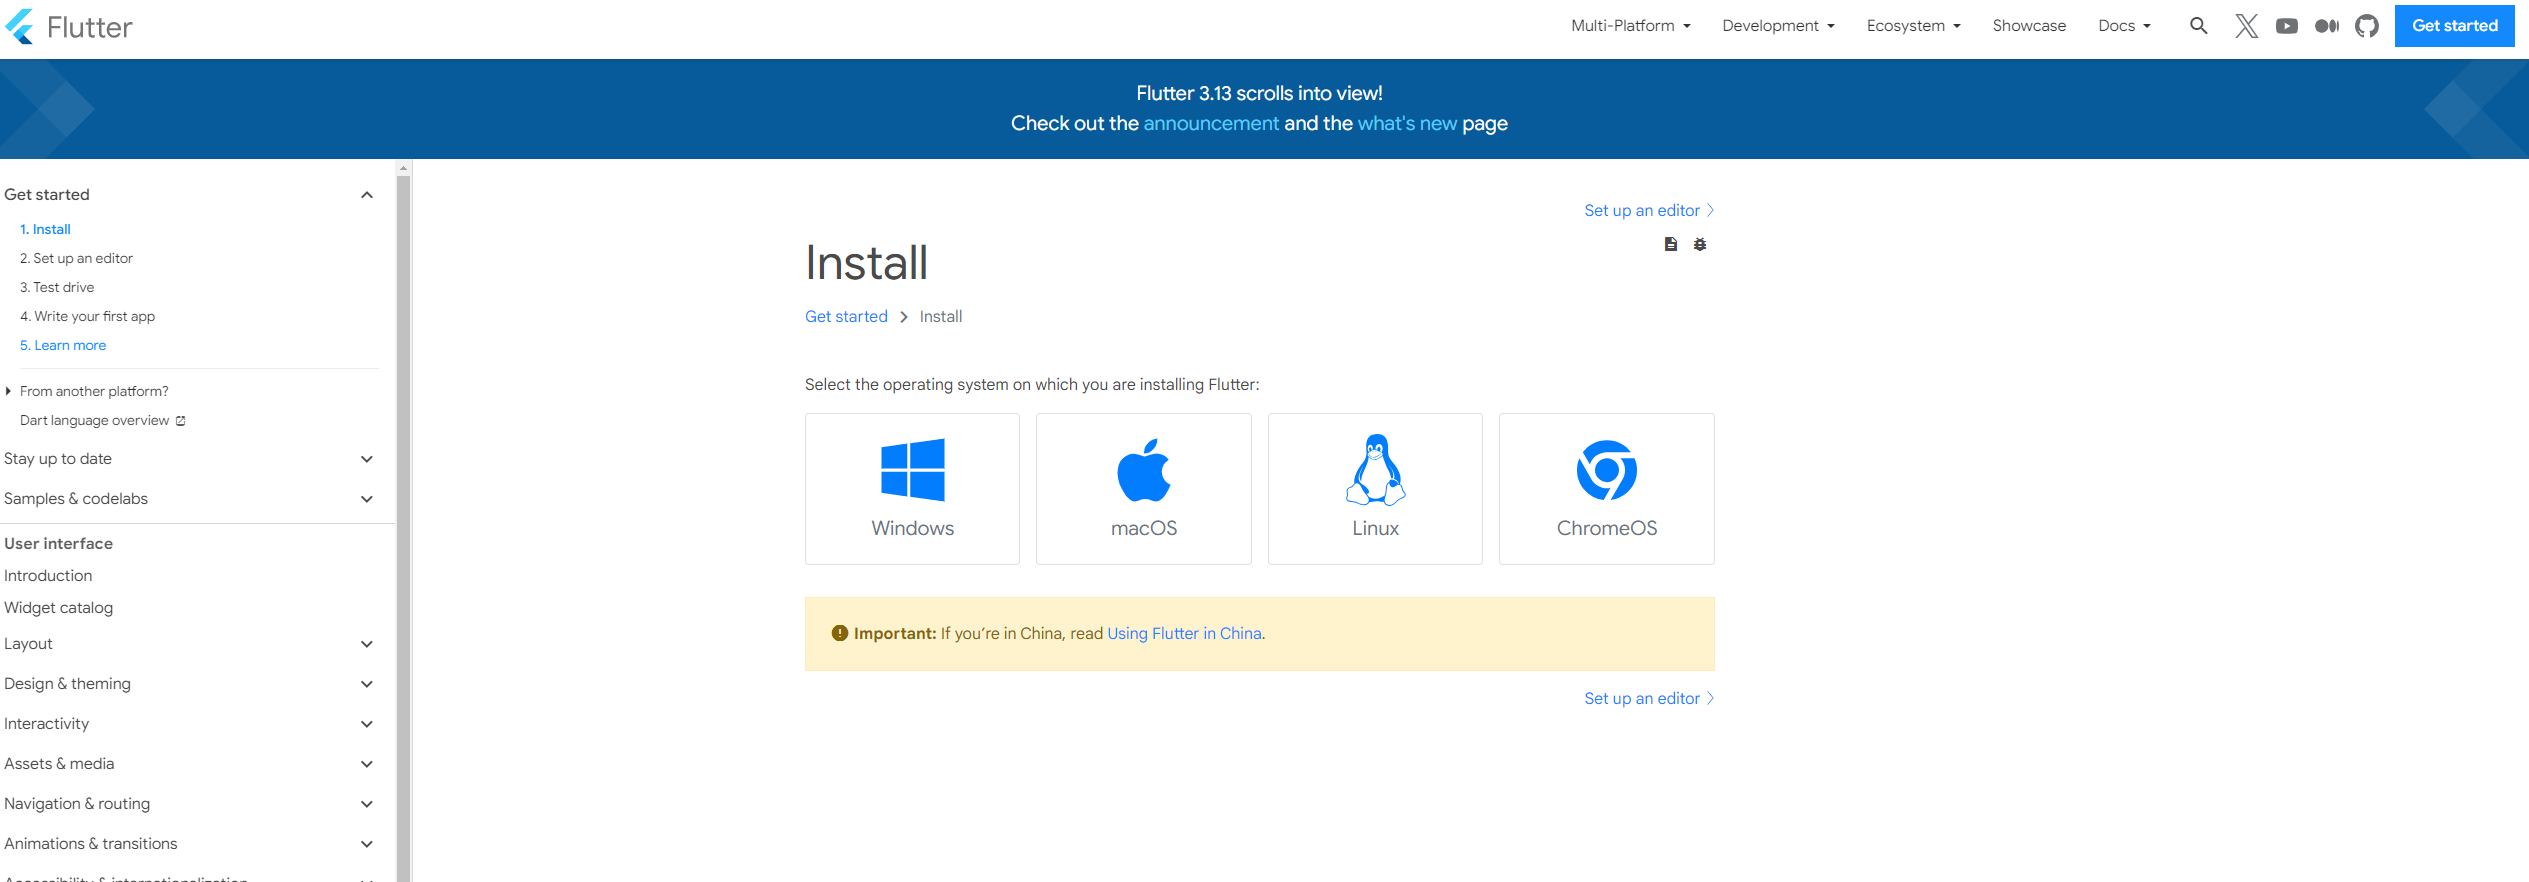 Flutter
Multi-Platform
Development
Ecosystem
Showcase
Docs
Get started
Flutter 3.13 scrolls into view!
Check out the announcement and the what's new page
Get started
1. Install
2. Set up an editor
3. Test drive
4. Write your first app
5. Learn more
From another platform?
Dart language overview
Stay up to date
Samples & codelabs
User interface
Introduction
Widget catalog
Layout
Design & theming
Interactivity
Assets & media
Navigation & routing
Animations & transitions
Accessibility & internationalization
Set up an editor
Install
Get started
Install
Select the operating system on which you are installing Flutter:
Windows
macOS
Linux
ChromeOS
Important: If you’re in China, read Using Flutter in China.
Set up an editor